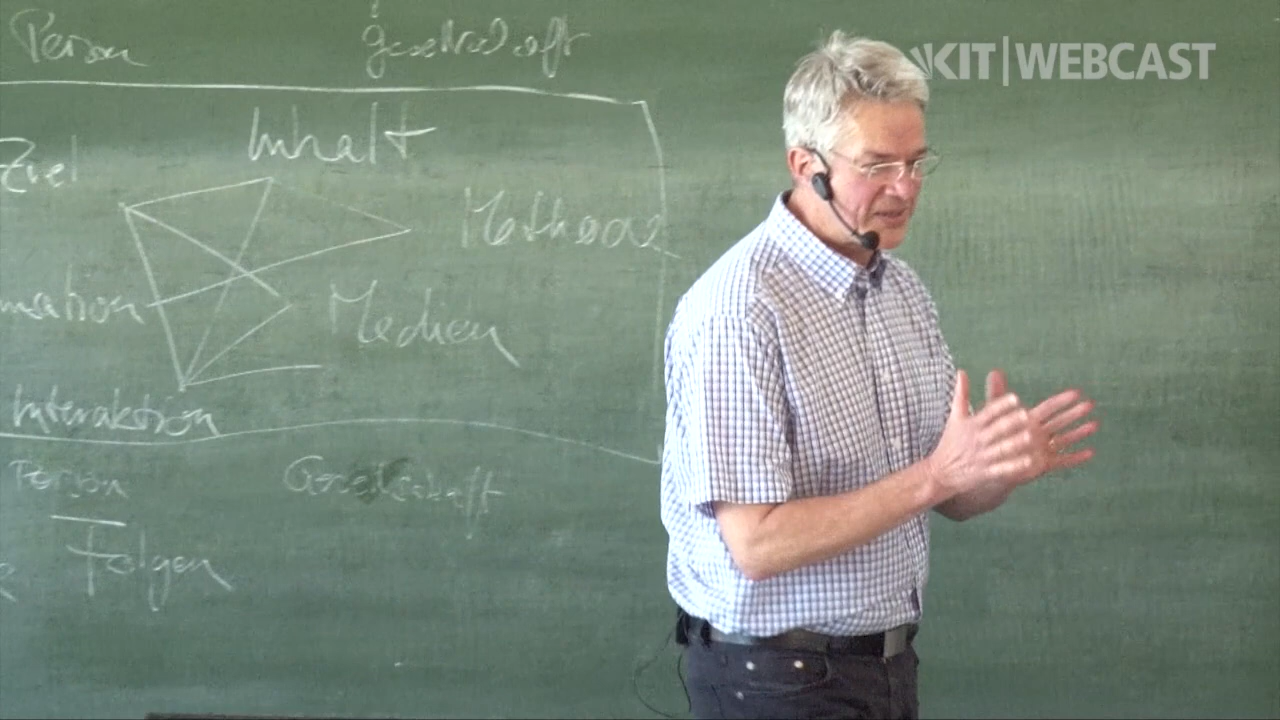 Person gesellschaft
KIT|WEBCAST
Inhalt
Ziel
Methode
mation
Medien
Interaktion
Person Gesellschaft
Folgen